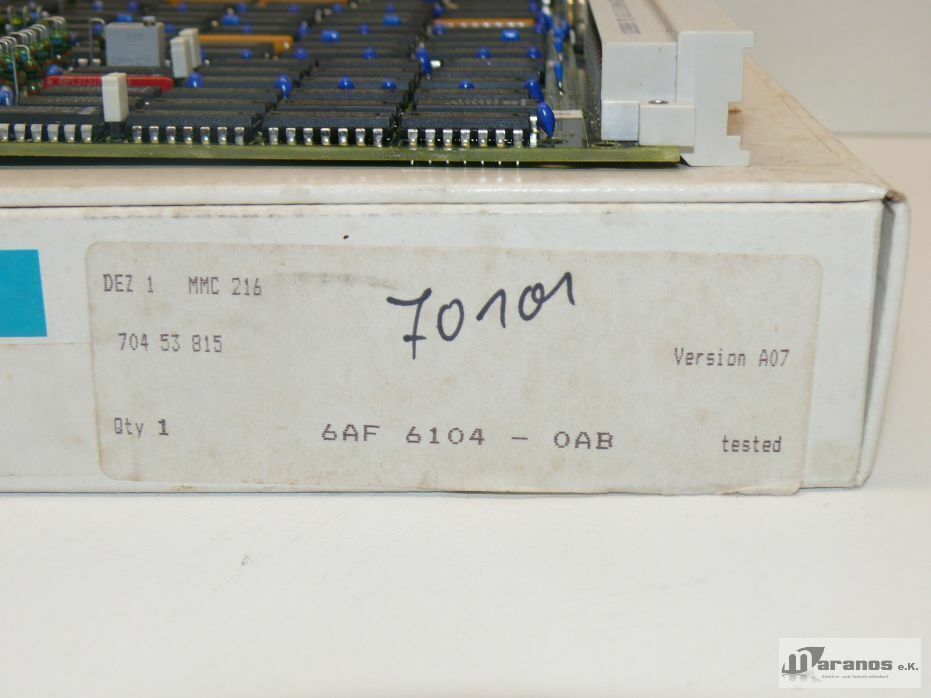 DEZ 1 MMC 216
70101
704 53 815
Version A07
Qty 1
6AF 6104 - 0AB
tested
Maranos e.K.